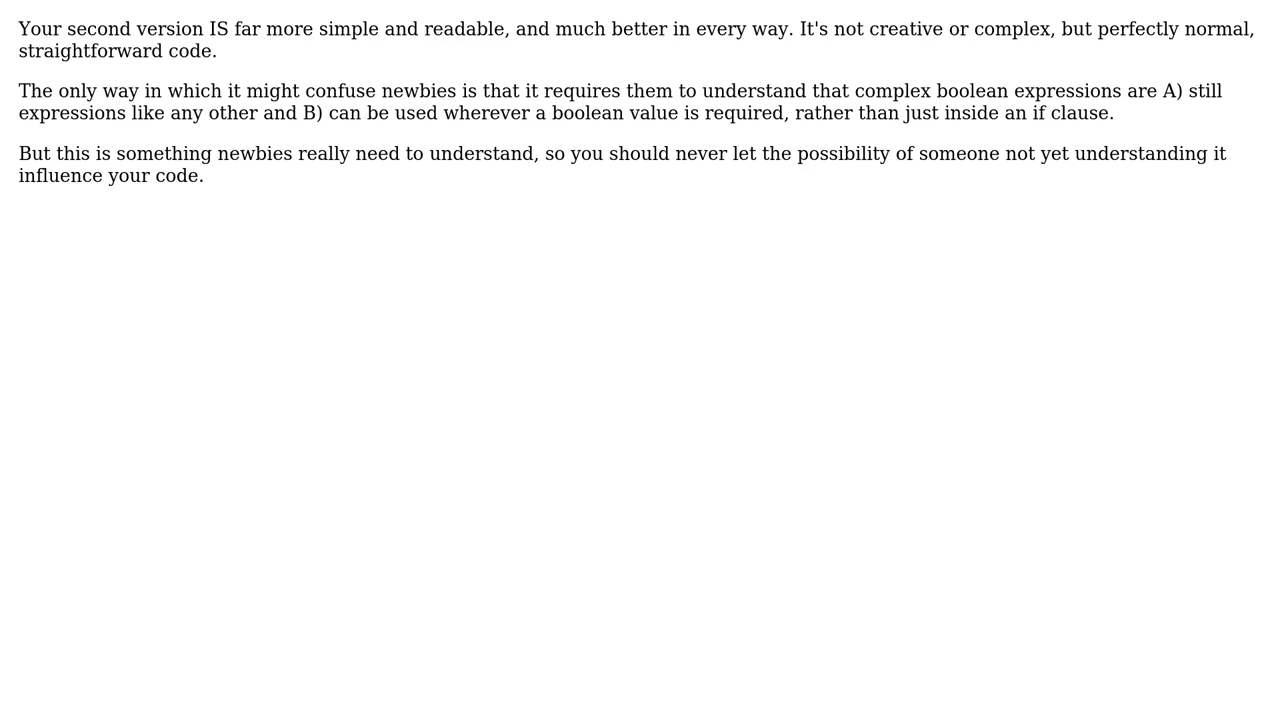 Your second version IS far more simple and readable, and much better in every way. It's not creative or complex, but perfectly normal,
straightforward code.
The only way in which it might confuse newbies is that it requires them to understand that complex boolean expressions are A) still
expressions like any other and B) can be used wherever a boolean value is required, rather than just inside an if clause.
But this is something newbies really need to understand, so you should never let the possibility of someone not yet understanding it
influence your code.